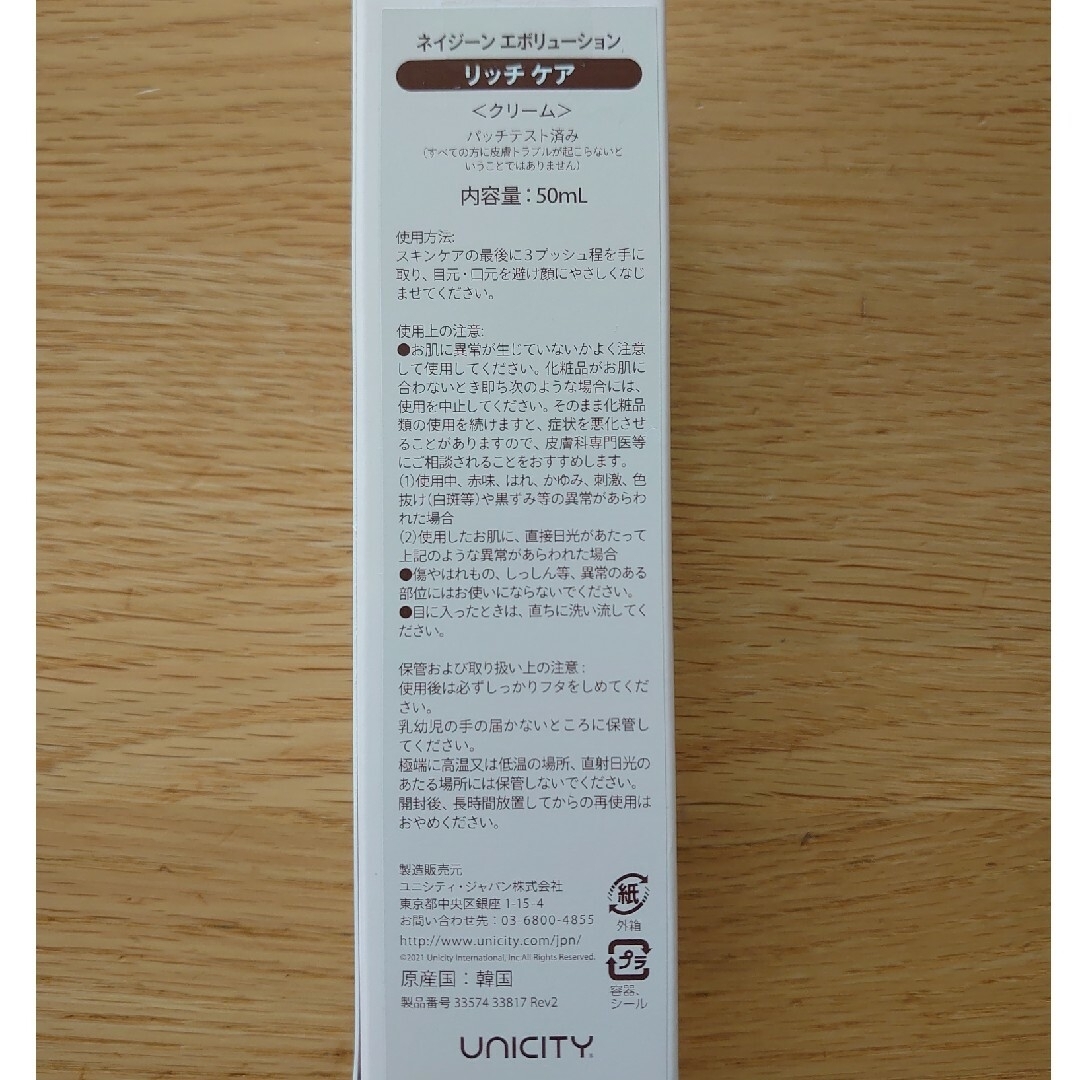 ネイジーン エボリューション
リッチ ケア
＜クリーム＞
パッチテスト済み
（すべての方に皮膚トラブルが起こらないと
いうことではありません）
内容量：50mL
使用方法:
スキンケアの最後に3プッシュ程を手に
取り、目元・口元を避け顔にやさしくなじ
ませてください。
使用上の注意:
●お肌に異常が生じていないかよく注意
して使用してください。化粧品がお肌に
合わないとき即ち次のような場合には、
使用を中止してください。そのまま化粧品
類の使用を続けますと、症状を悪化させ
ることがありますので、皮膚科専門医等
にご相談されることをおすすめします。
(1)使用中、赤味、はれ、かゆみ、刺激、色
抜け（白斑等）や黒ずみ等の異常があらわ
れた場合
(2)使用したお肌に、直接日光があたって
上記のような異常があらわれた場合
●傷やはれもの、しっしん等、異常のある
部位にはお使いにならないでください。
●目に入ったときは、直ちに洗い流してく
ださい。
保管および取り扱い上の注意：
使用後は必ずしっかりフタをしめてくだ
さい。
乳幼児の手の届かないところに保管し
てください。
極端に高温又は低温の場所、直射日光の
あたる場所には保管しないでください。
開封後、長時間放置してからの再使用は
おやめください。
製造販売元
ユニシティ・ジャパン株式会社
東京都中央区銀座 1-15-4
お問い合わせ先：03 6800-4855
http://www.unicity.com/jpn/
©2021 Unicity International, Inc All Rights Reserved.
原産国：韓国
製品番号 33574 33817 Rev2
紙
外箱
プラ
容器、
シール
UNICITY®